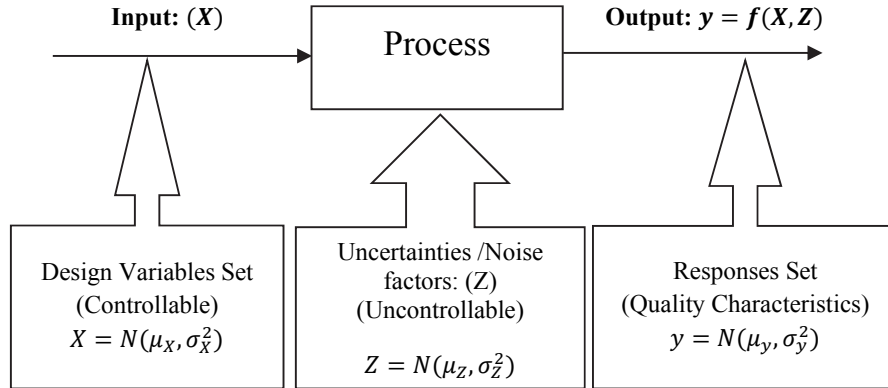 Input: (𝑿)
Process
Output: 𝒚 = 𝒇(𝑿, 𝒁)
Design Variables Set
(Controllable)
𝑋 = 𝑁(𝜇_𝑋, 𝜎_𝑋^2)
Uncertainties /Noise
factors: (Z)
(Uncontrollable)
𝑍 = 𝑁(𝜇_𝑍, 𝜎_𝑍^2)
Responses Set
(Quality Characteristics)
𝑦 = 𝑁(𝜇_𝑦, 𝜎_𝑦^2)